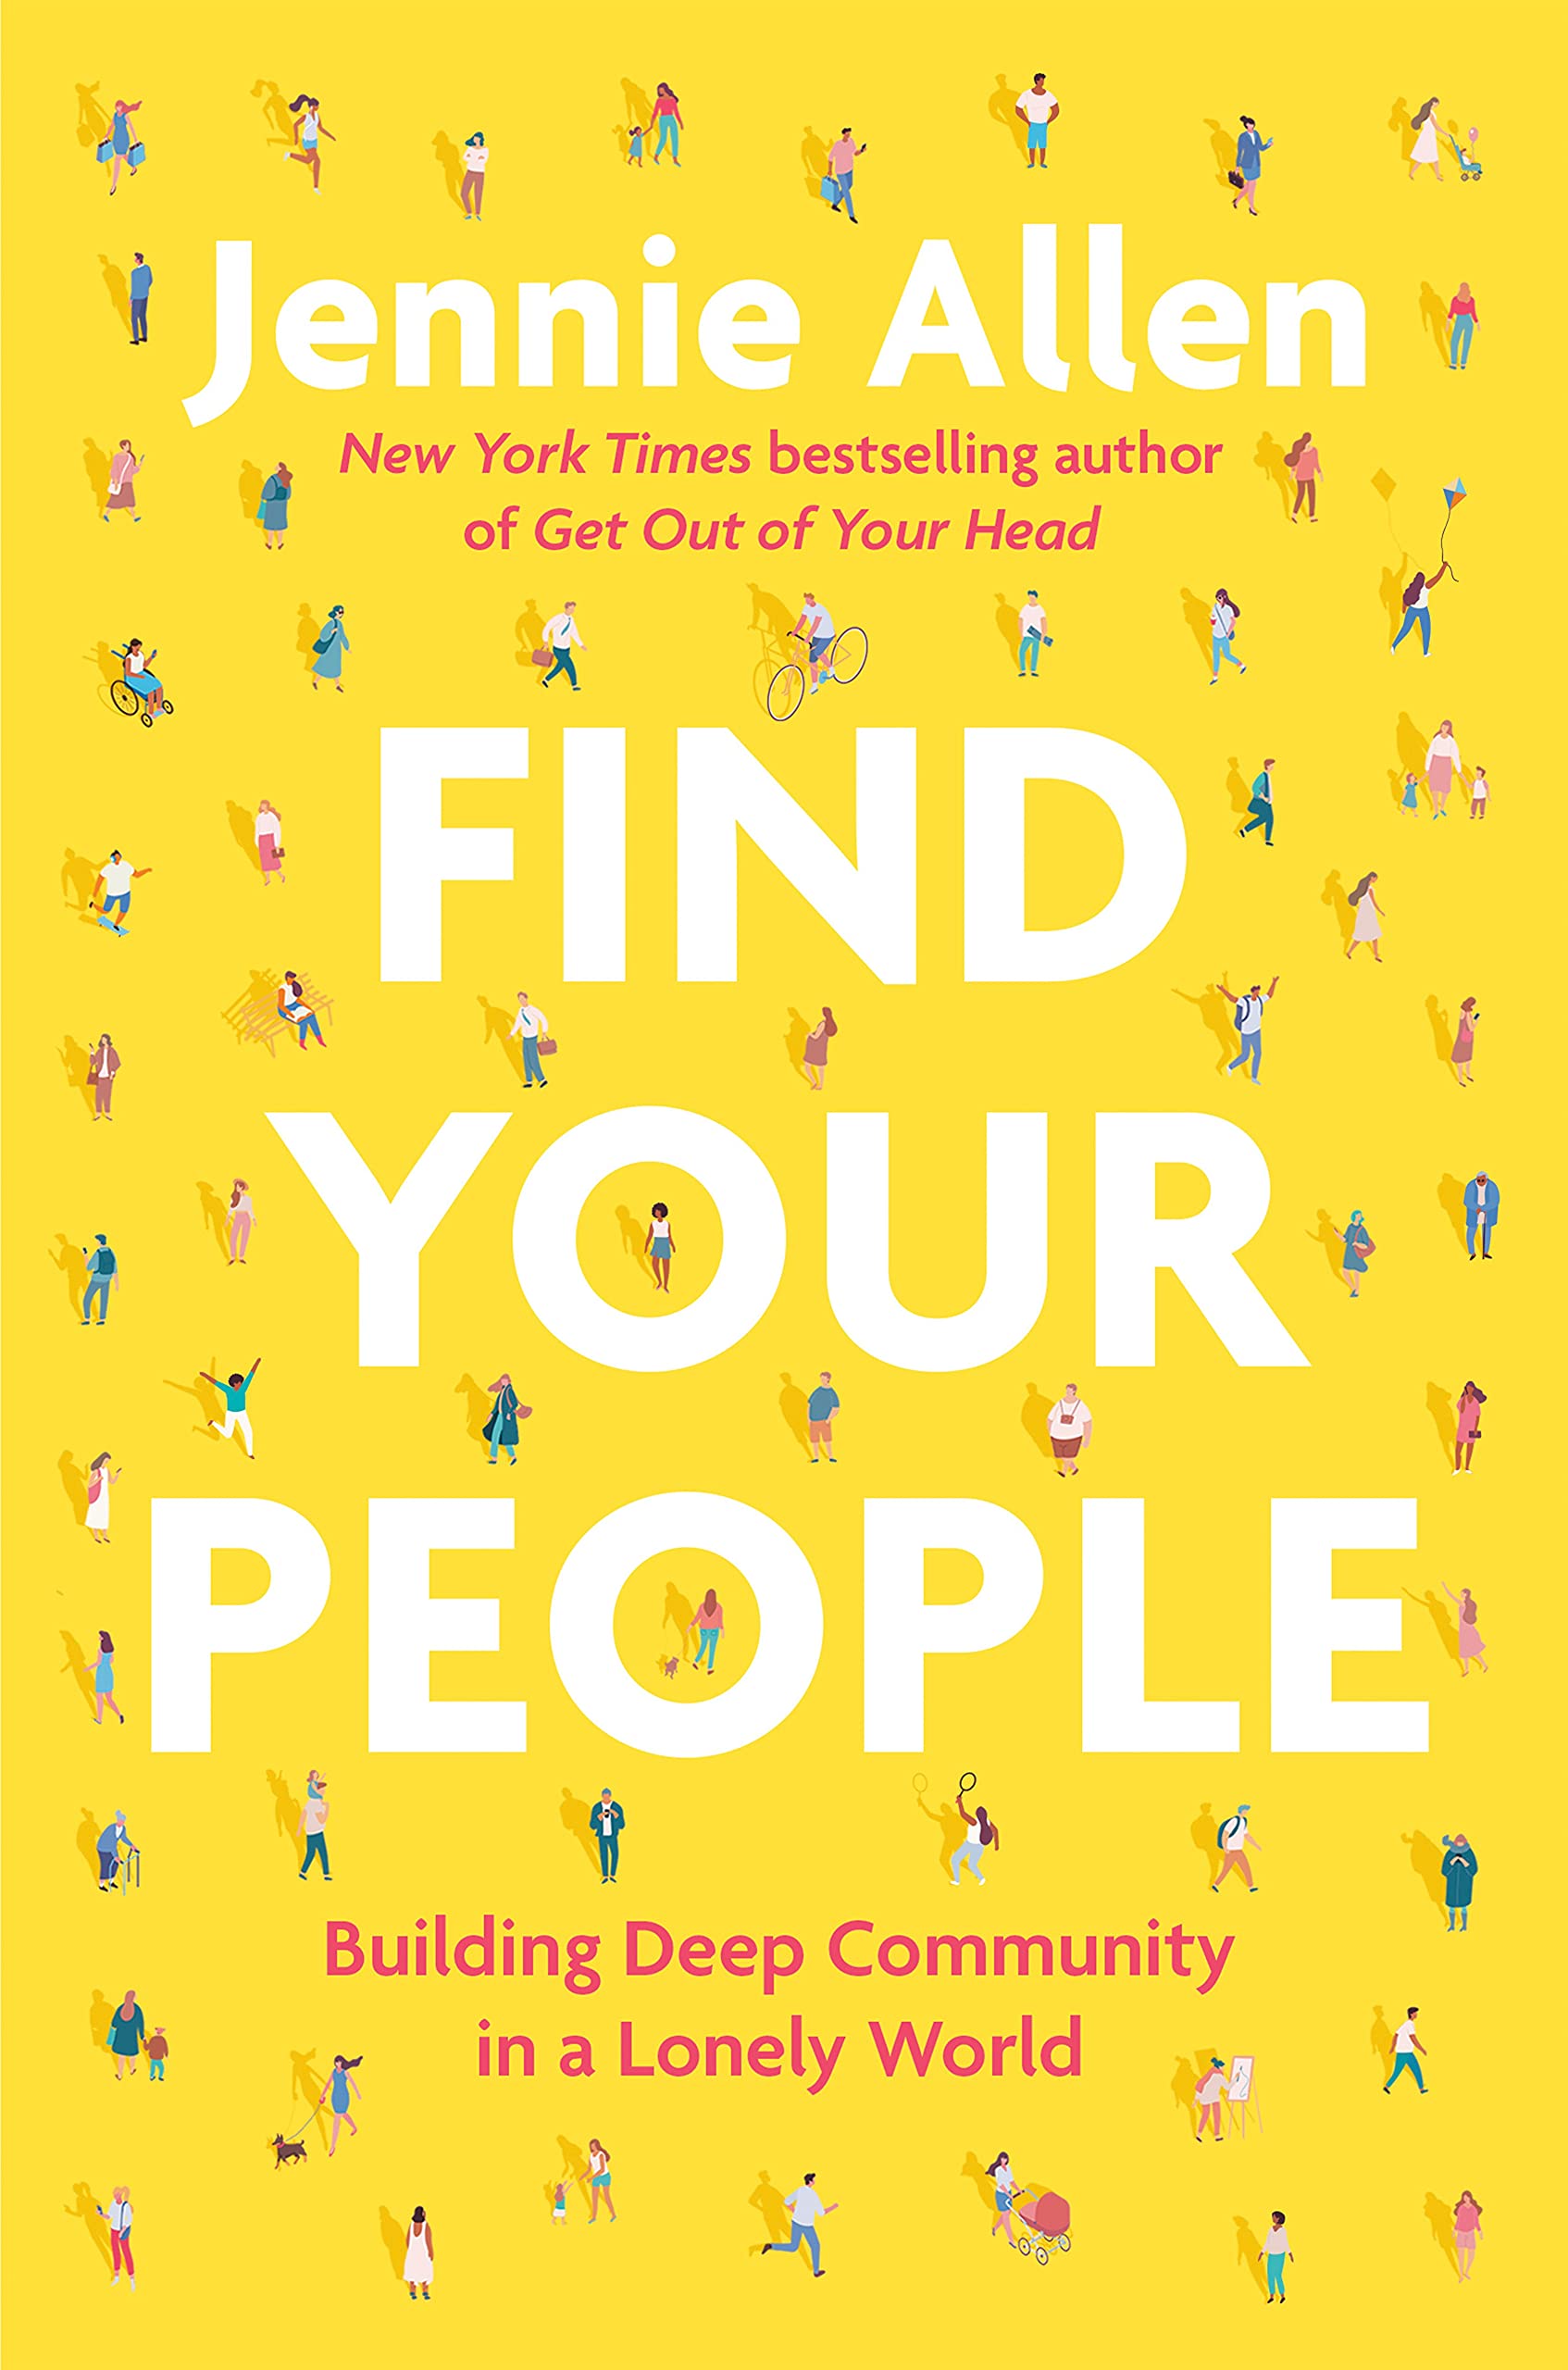 Jennie Allen
New York Times bestselling author
of Get Out of Your Head
FIND
YOUR
PEOPLE
Building Deep Community
in a Lonely World